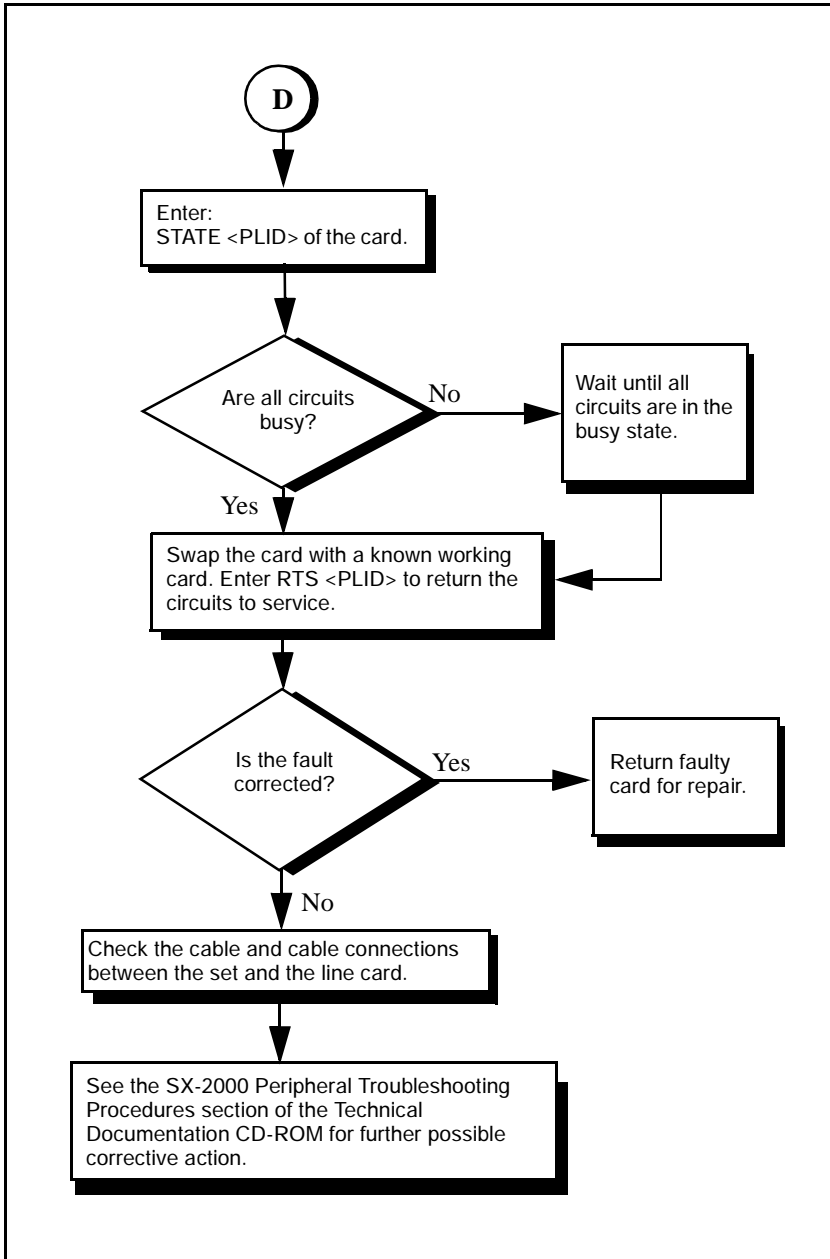 D
Enter:
STATE <PLID> of the card.
Are all circuits
busy?
No
Wait until all
circuits are in the
busy state.
Yes
Swap the card with a known working
card. Enter RTS <PLID> to return the
circuits to service.
Is the fault
corrected?
Yes
Return faulty
card for repair.
No
Check the cable and cable connections
between the set and the line card.
See the SX-2000 Peripheral Troubleshooting
Procedures section of the Technical
Documentation CD-ROM for further possible
corrective action.